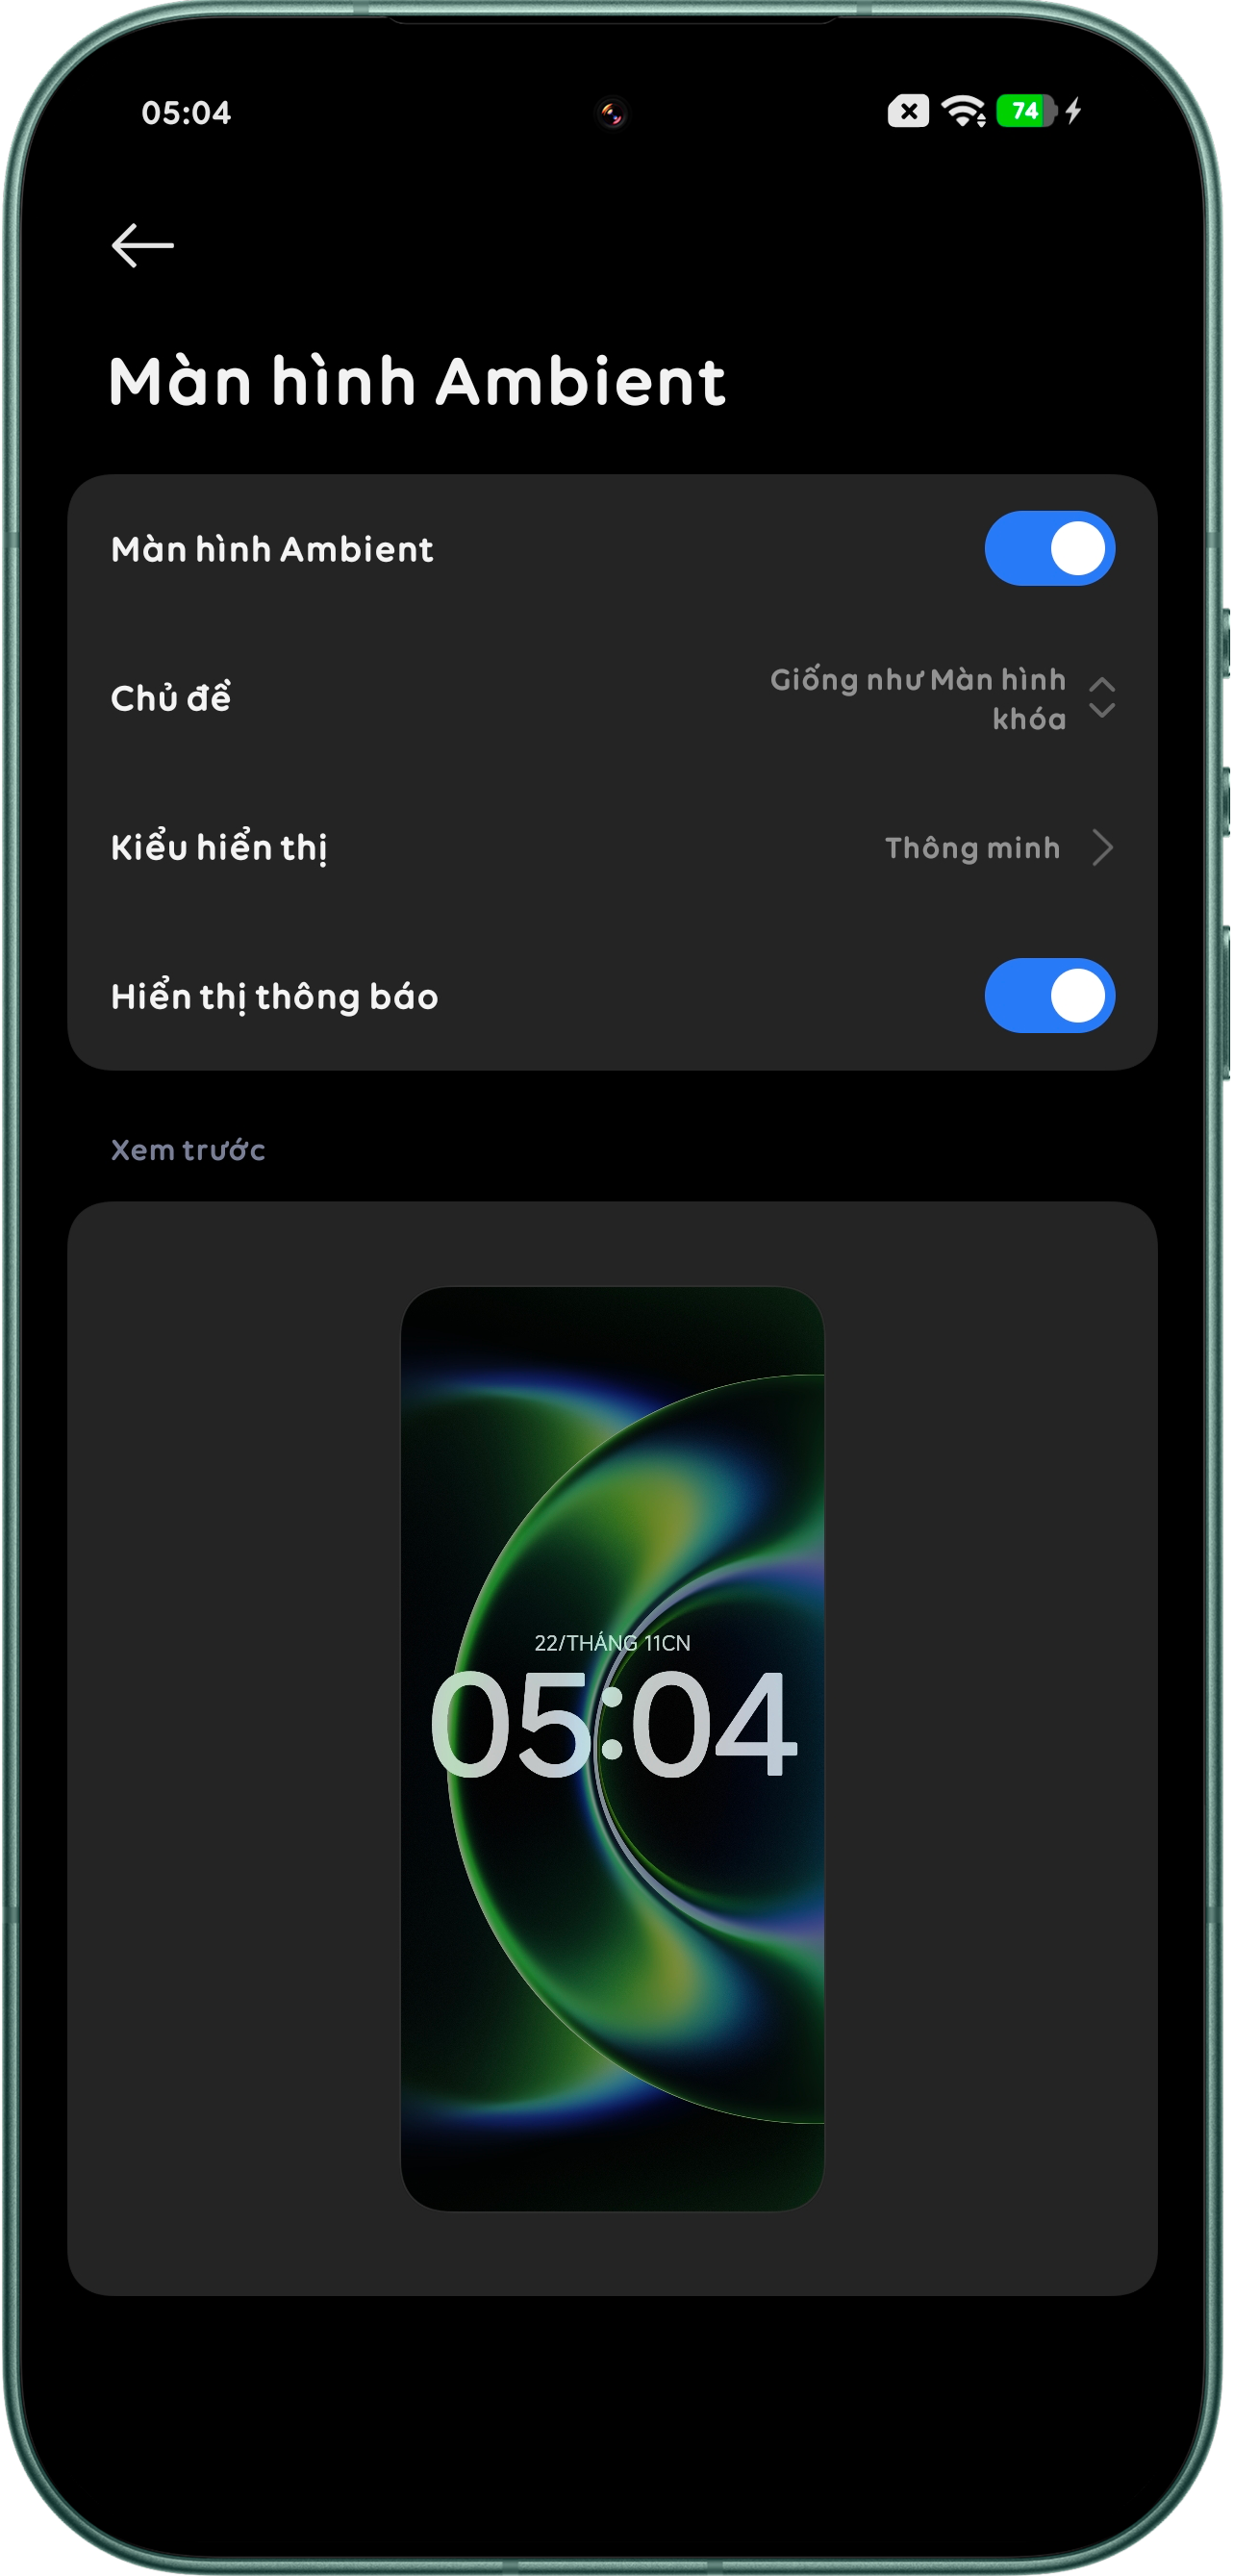 05:04
74
Màn hình Ambient
Màn hình Ambient
Chủ đề
Giống như Màn hình
khóa
Kiểu hiển thị
Thông minh
Hiển thị thông báo
Xem trước
22/THÁNG 11CN
05:04